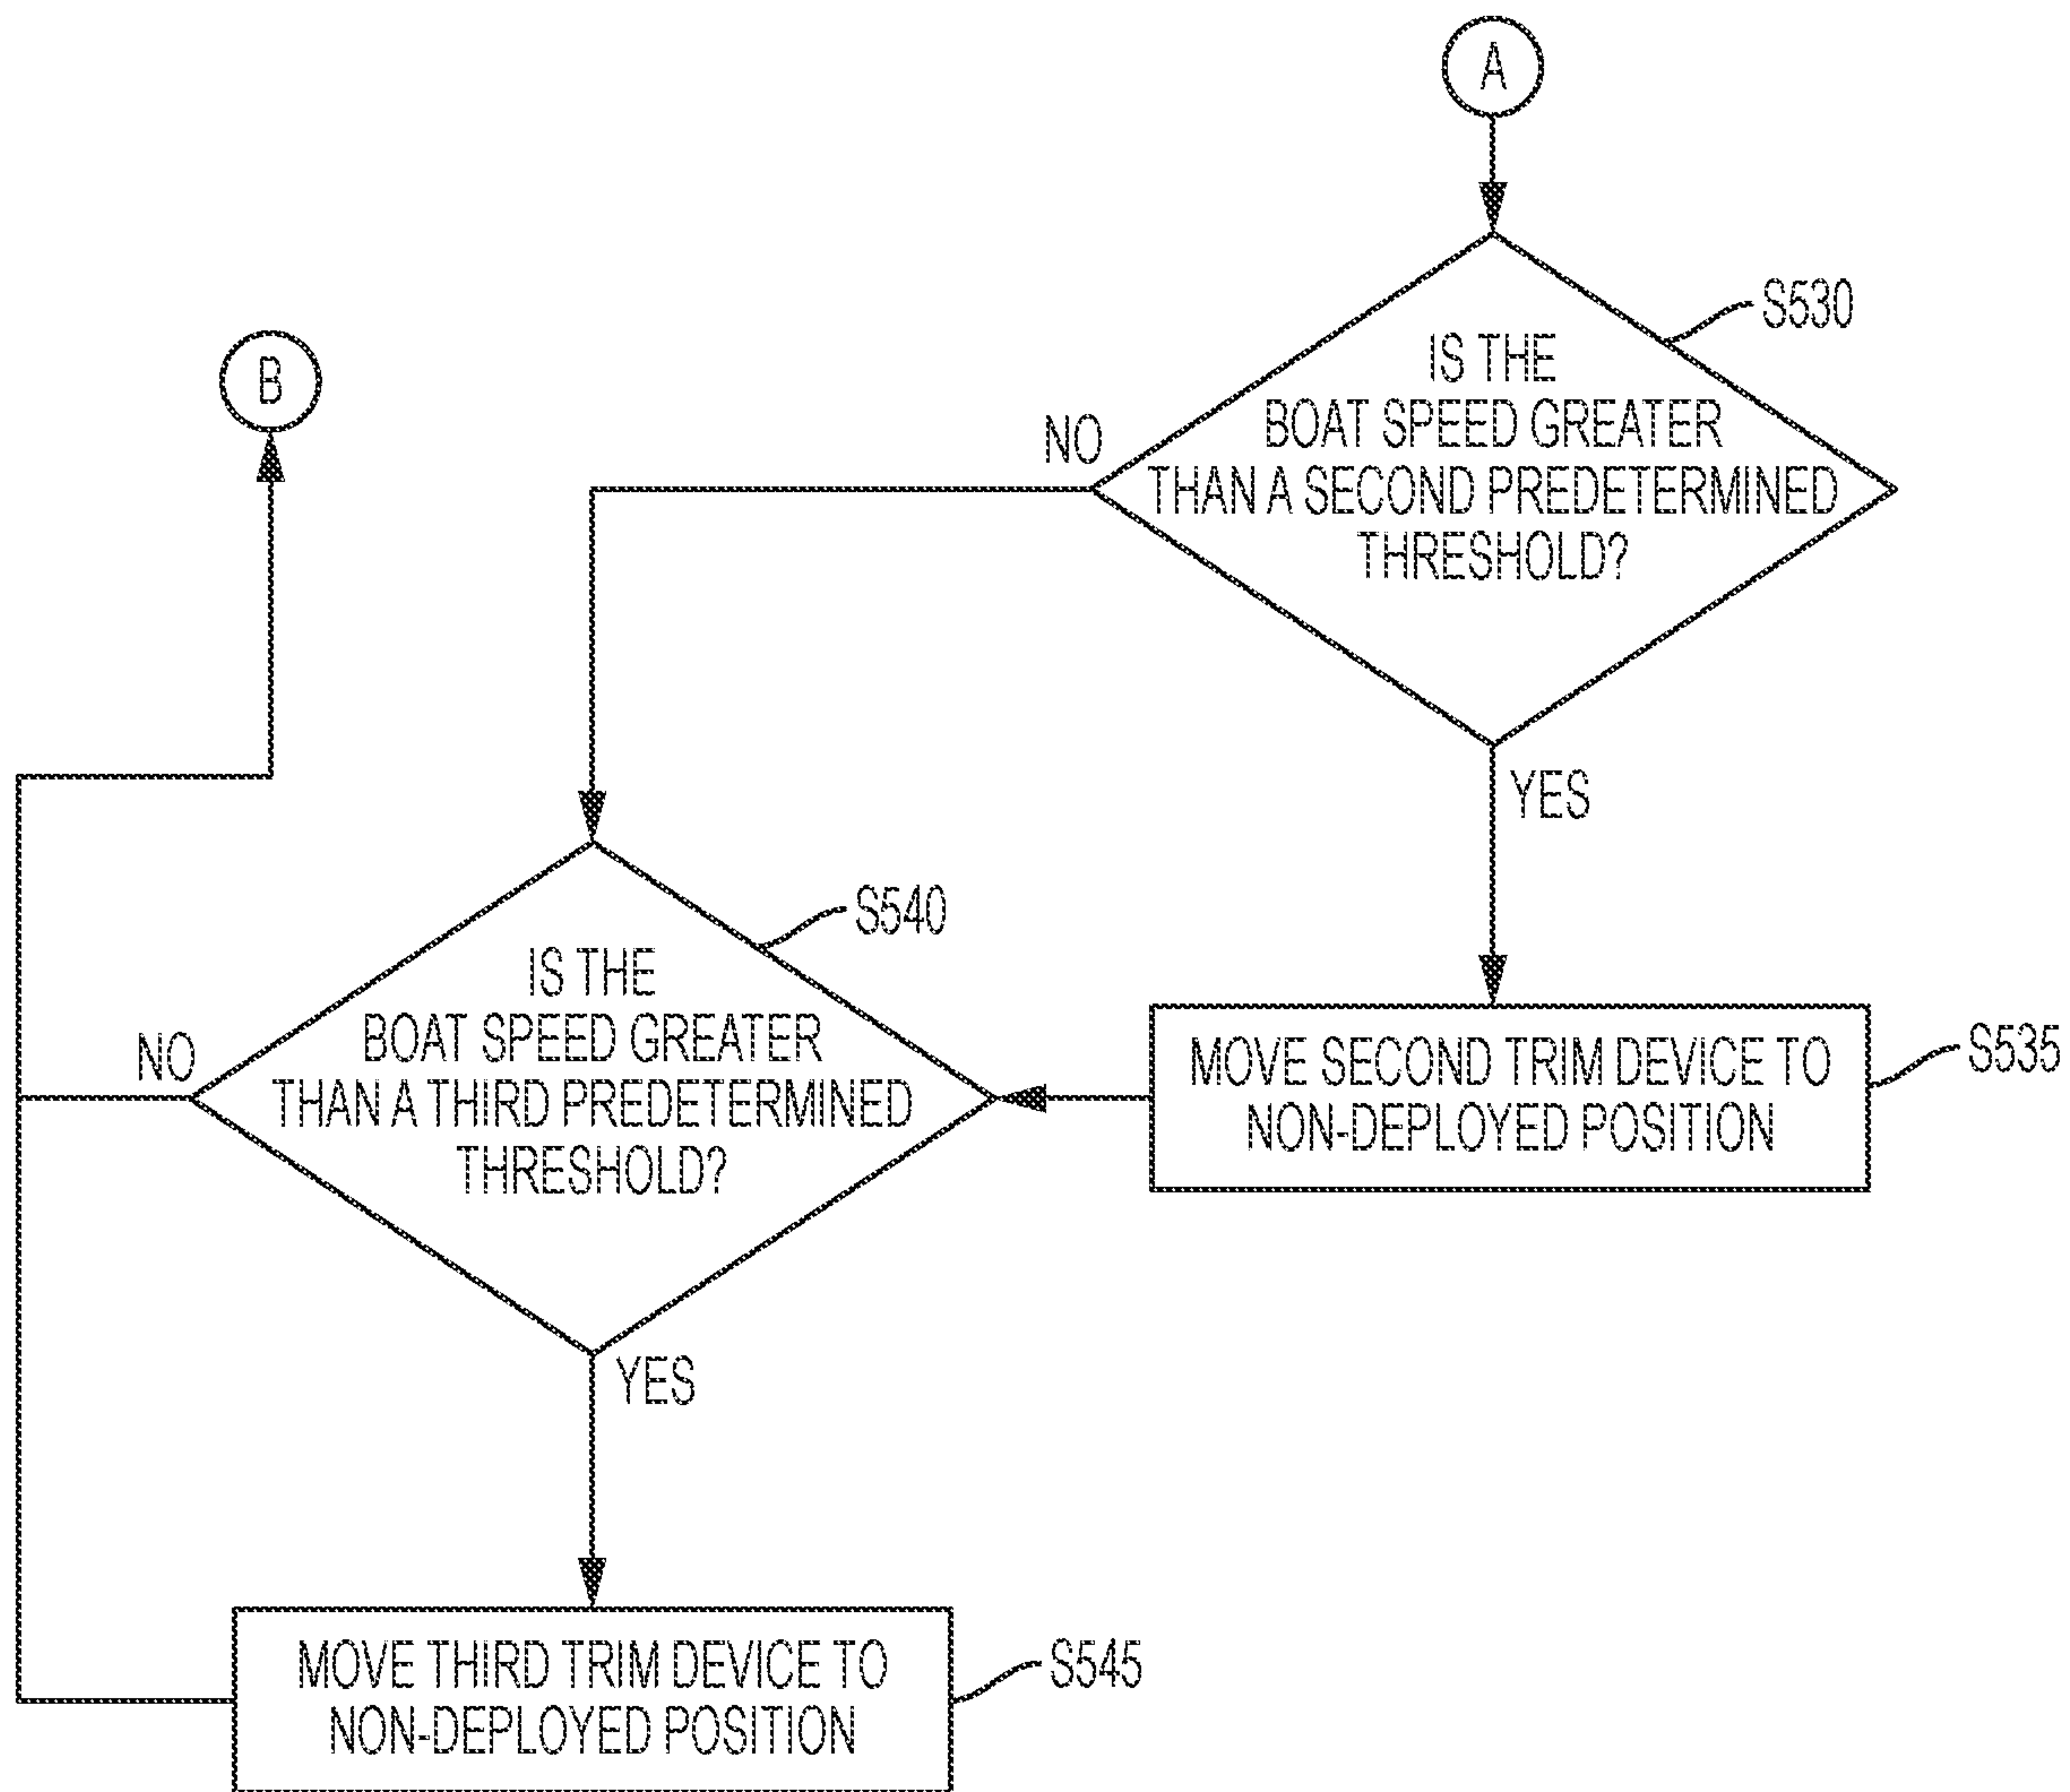 A
S530
IS THE
BOAT SPEED GREATER
THAN A SECOND PREDETERMINED
THRESHOLD?
NO
YES
B
S540
IS THE
BOAT SPEED GREATER
THAN A THIRD PREDETERMINED
THRESHOLD?
NO
YES
MOVE SECOND TRIM DEVICE TO
NON-DEPLOYED POSITION
S535
MOVE THIRD TRIM DEVICE TO
NON-DEPLOYED POSITION
S545